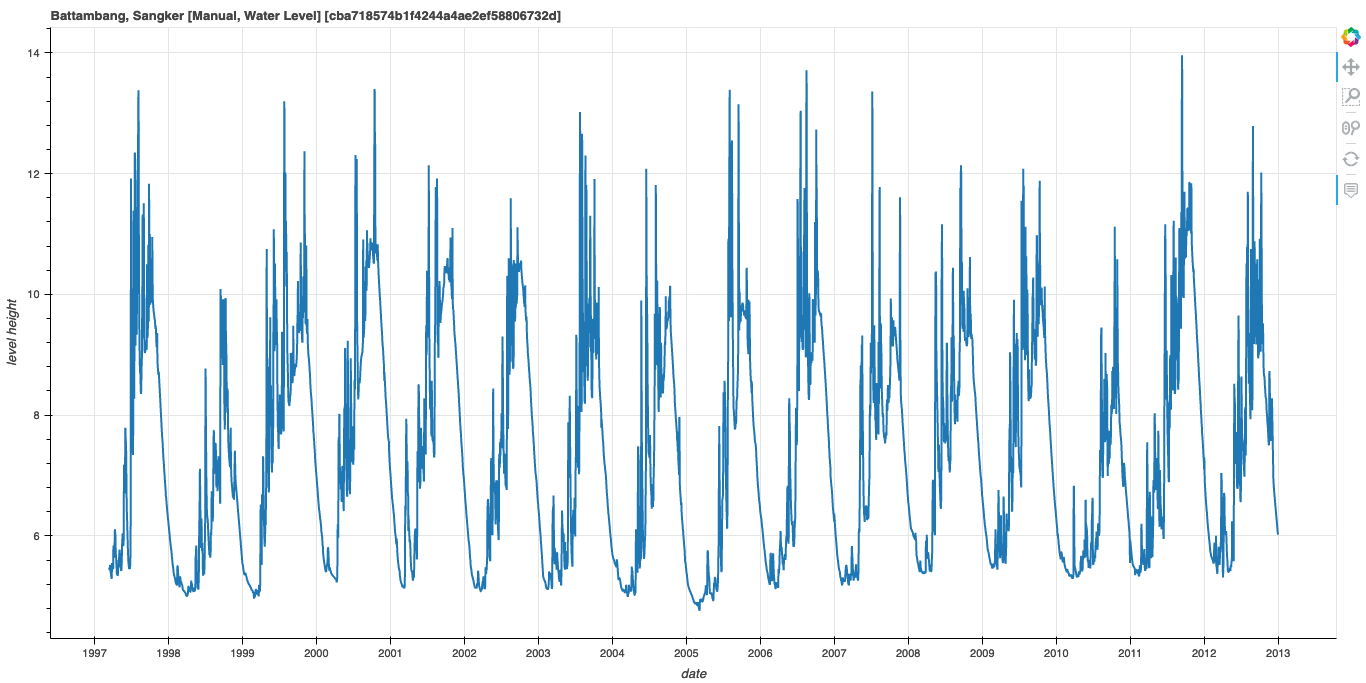 Battambang, Sangker [Manual, Water Level] [cba718574b1f4244a4ae2ef58806732d]
14
12
10
8
6
level height
1997 1998 1999 2000 2001 2002 2003 2004 2005 2006 2007 2008 2009 2010 2011 2012 2013
date